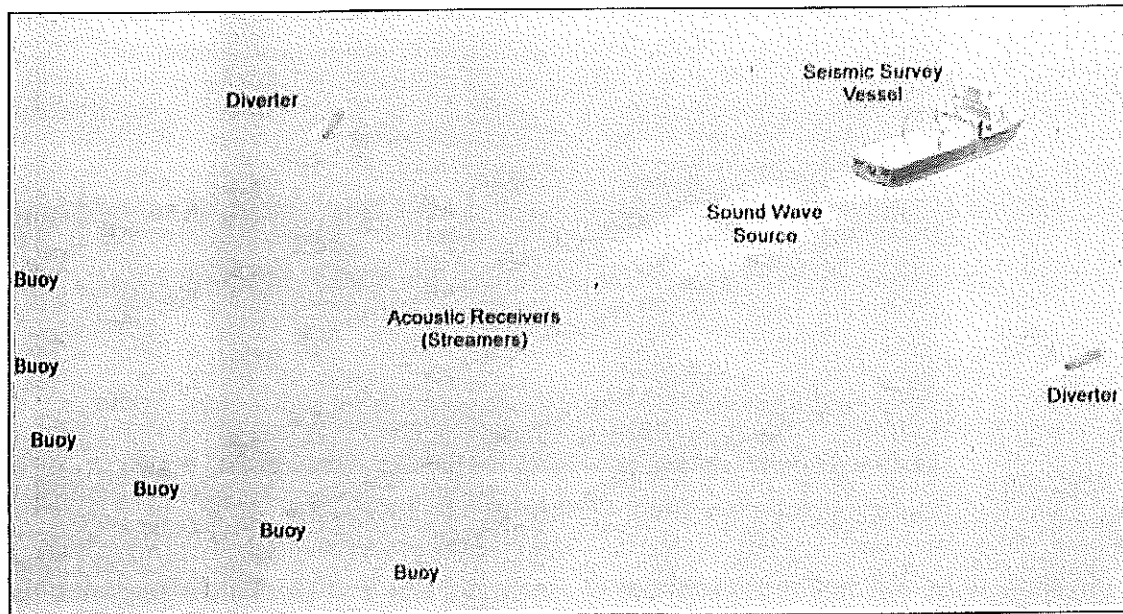 Seismic Survey
Vessel
Diverter
Sound Wave
Source
Buoy
Acoustic Receivers
(Streamers)
Buoy
Diverter
Buoy
Buoy
Buoy
Buoy